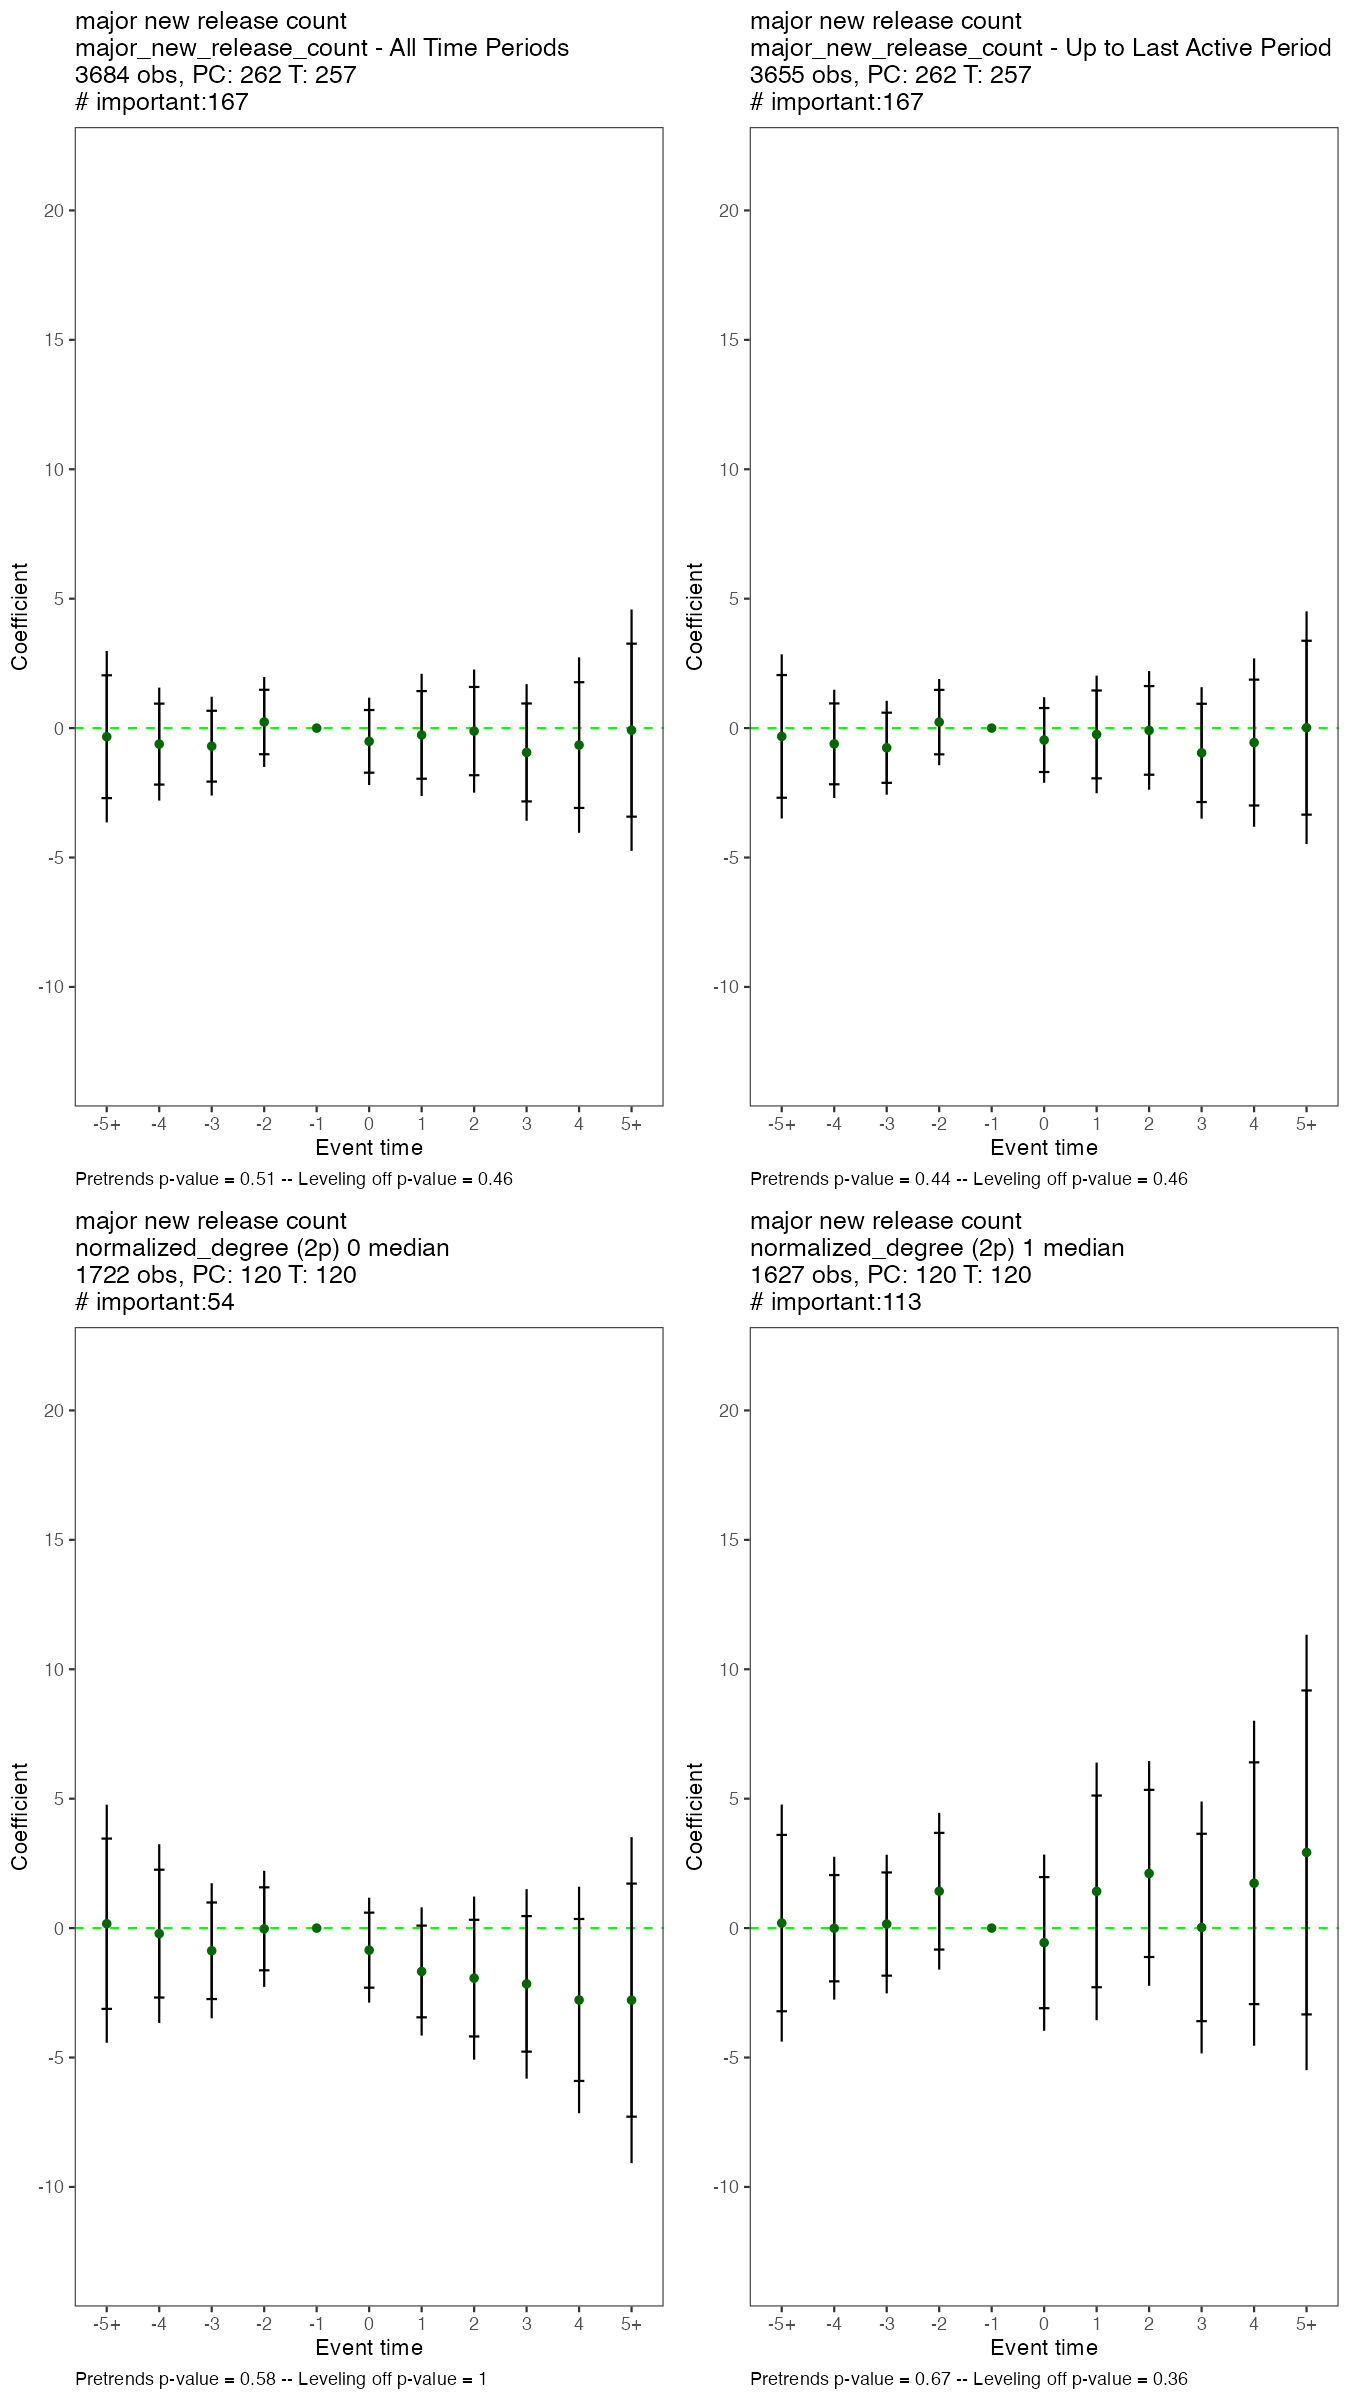 major new release count
major_new_release_count - All Time Periods
3684 obs, PC: 262 T: 257
# important:167
20
15
10
5
0
-5
-10
Coefficient
-5+ -4 -3 -2 -1 0 1 2 3 4 5+
Event time
Pretrends p-value = 0.51 -- Leveling off p-value = 0.46
major new release count
major_new_release_count - Up to Last Active Period
3655 obs, PC: 262 T: 257
# important:167
20
15
10
5
0
-5
-10
Coefficient
-5+ -4 -3 -2 -1 0 1 2 3 4 5+
Event time
Pretrends p-value = 0.44 -- Leveling off p-value = 0.46
major new release count
normalized_degree (2p) 0 median
1722 obs, PC: 120 T: 120
# important:54
20
15
10
5
0
-5
-10
Coefficient
-5+ -4 -3 -2 -1 0 1 2 3 4 5+
Event time
Pretrends p-value = 0.58 -- Leveling off p-value = 1
major new release count
normalized_degree (2p) 1 median
1627 obs, PC: 120 T: 120
# important:113
20
15
10
5
0
-5
-10
Coefficient
-5+ -4 -3 -2 -1 0 1 2 3 4 5+
Event time
Pretrends p-value = 0.67 -- Leveling off p-value = 0.36